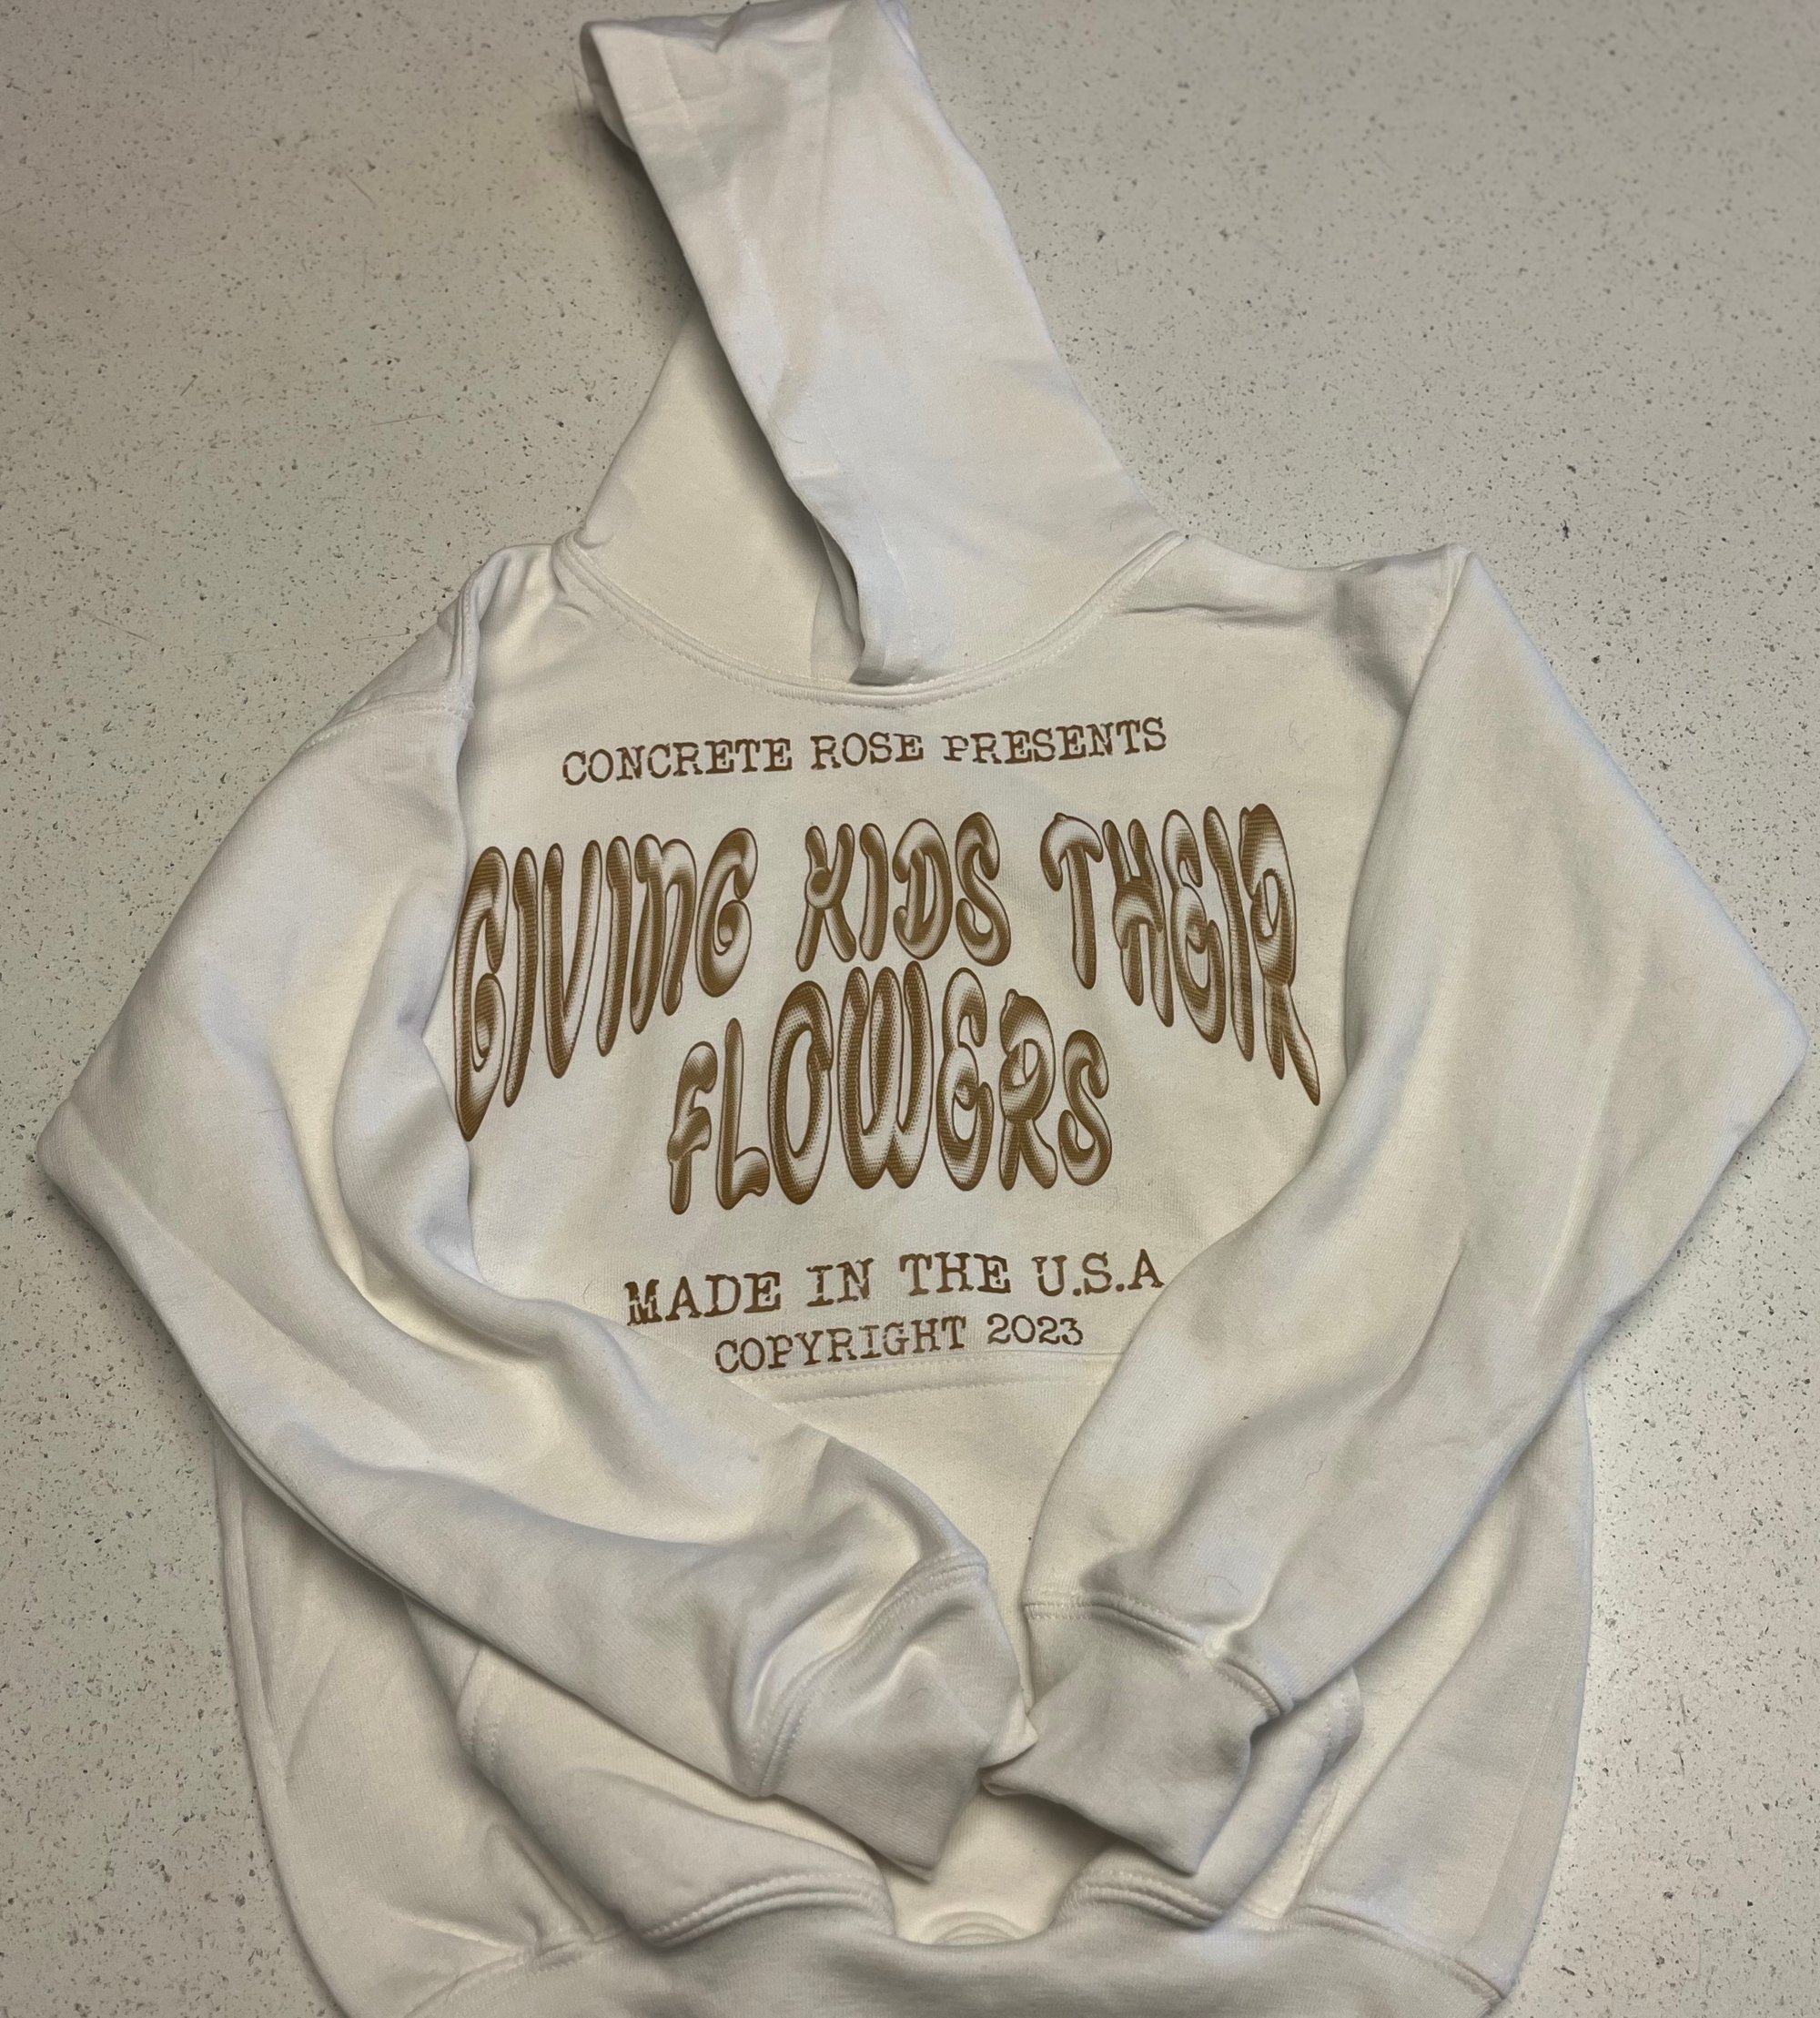 CONCRETE ROSE PRESENTS
GIVING KIDS THEIR
FLOWERS
MADE IN THE U.S.A
COPYRIGHT 2023